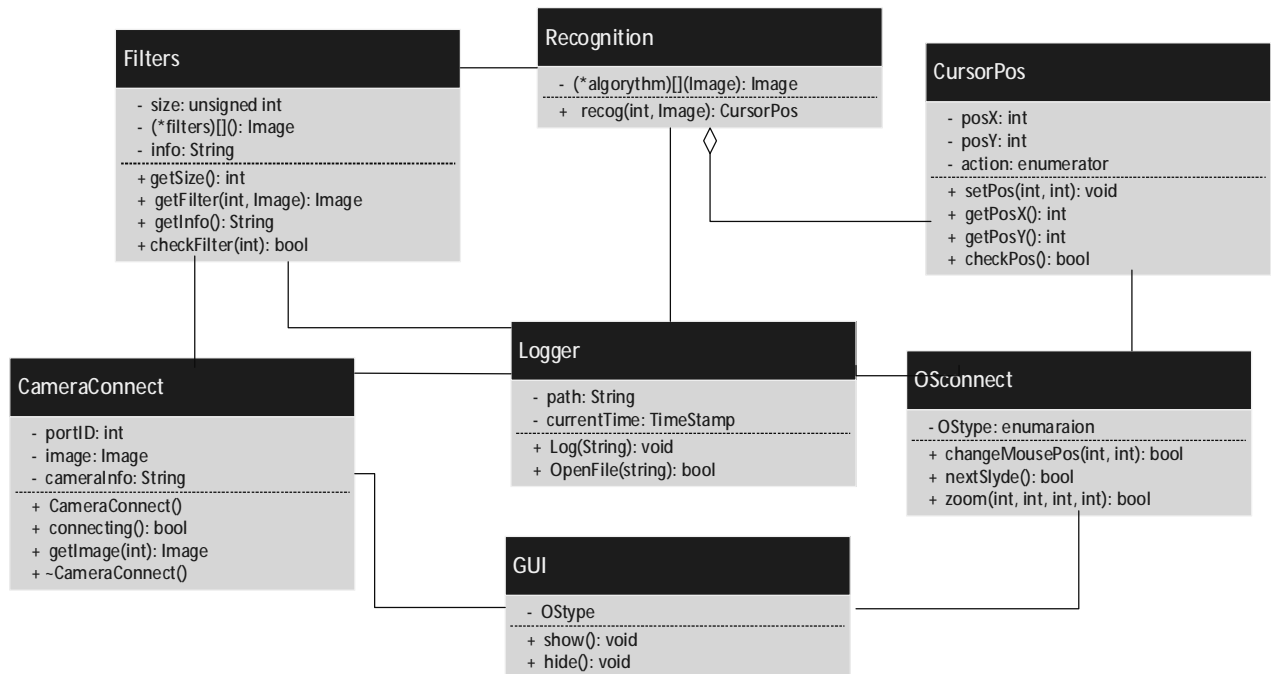 Filters
- size: unsigned int
- (*filters)[](): Image
- info: String
+ getSize(): int
+ getFilter(int, Image): Image
+ getInfo(): String
+ checkFilter(int): bool
Recognition
- (*algorythm)[](Image): Image
+ recog(int, Image): CursorPos
CursorPos
- posX: int
- posY: int
- action: enumerator
+ setPos(int, int): void
+ getPosX(): int
+ getPosY(): int
+ checkPos(): bool
CameraConnect
- portID: int
- image: Image
- cameraInfo: String
+ CameraConnect()
+ connecting(): bool
+ getImage(int): Image
+ ~CameraConnect()
Logger
- path: String
- currentTime: TimeStamp
+ Log(String): void
+ OpenFile(string): bool
OSconnect
- OStype: enumaraion
+ changeMousePos(int, int): bool
+ nextSlyde(): bool
+ zoom(int, int, int, int): bool
GUI
- OStype
+ show(): void
+ hide(): void